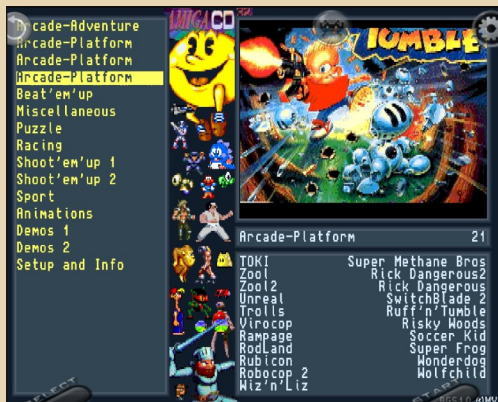 Arcade-Adventure
Arcade-Platform
Arcade-Platform
Arcade-Platform
Beat'em'up
Miscellaneous
Puzzle
Racing
Shoot'em'up 1
Shoot'em'up 2
Sport
Animations
Demos 1
Demos 2
Setup and Info
AMIGA CD 32
TUMBLE
Arcade-Platform 21
TOKI Super Methane Bros
Zool Rick Dangerous2
Zool2 Rick Dangerous
Unreal SwitchBlade 2
Trolls Ruff'n'Tumble
Virocop Risky Woods
Rampage Soccer Kid
RodLand Super Frog
Rubicon Wonderdog
Robocop 2 Wolfchild
Wiz'n'Liz
SELECT START